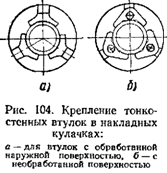 а)
б)
Рис. 104. Крепление тонко-
стенных втулок в накладных
кулачках:
а — для втулок с обработанной
наружной поверхностью, б — с
необработанной поверхностью